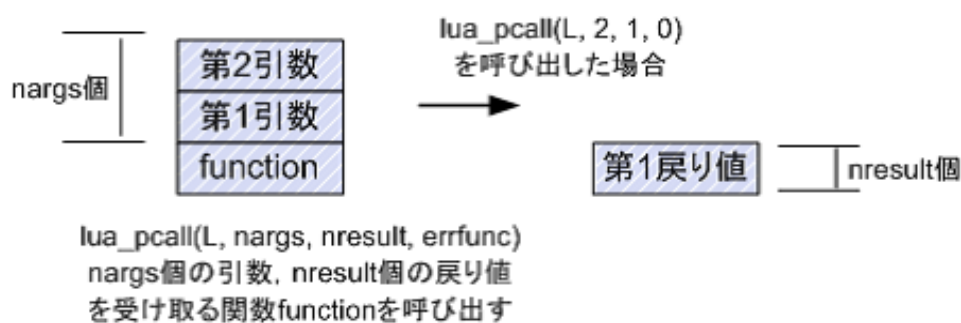 nargs個
第2引数
第1引数
function
lua_pcall(L, nargs, nresult, errfunc)
nargs個の引数, nresult個の戻り値
を受け取る関数functionを呼び出す
lua_pcall(L, 2, 1, 0)
を呼び出した場合
第1戻り値
nresult個